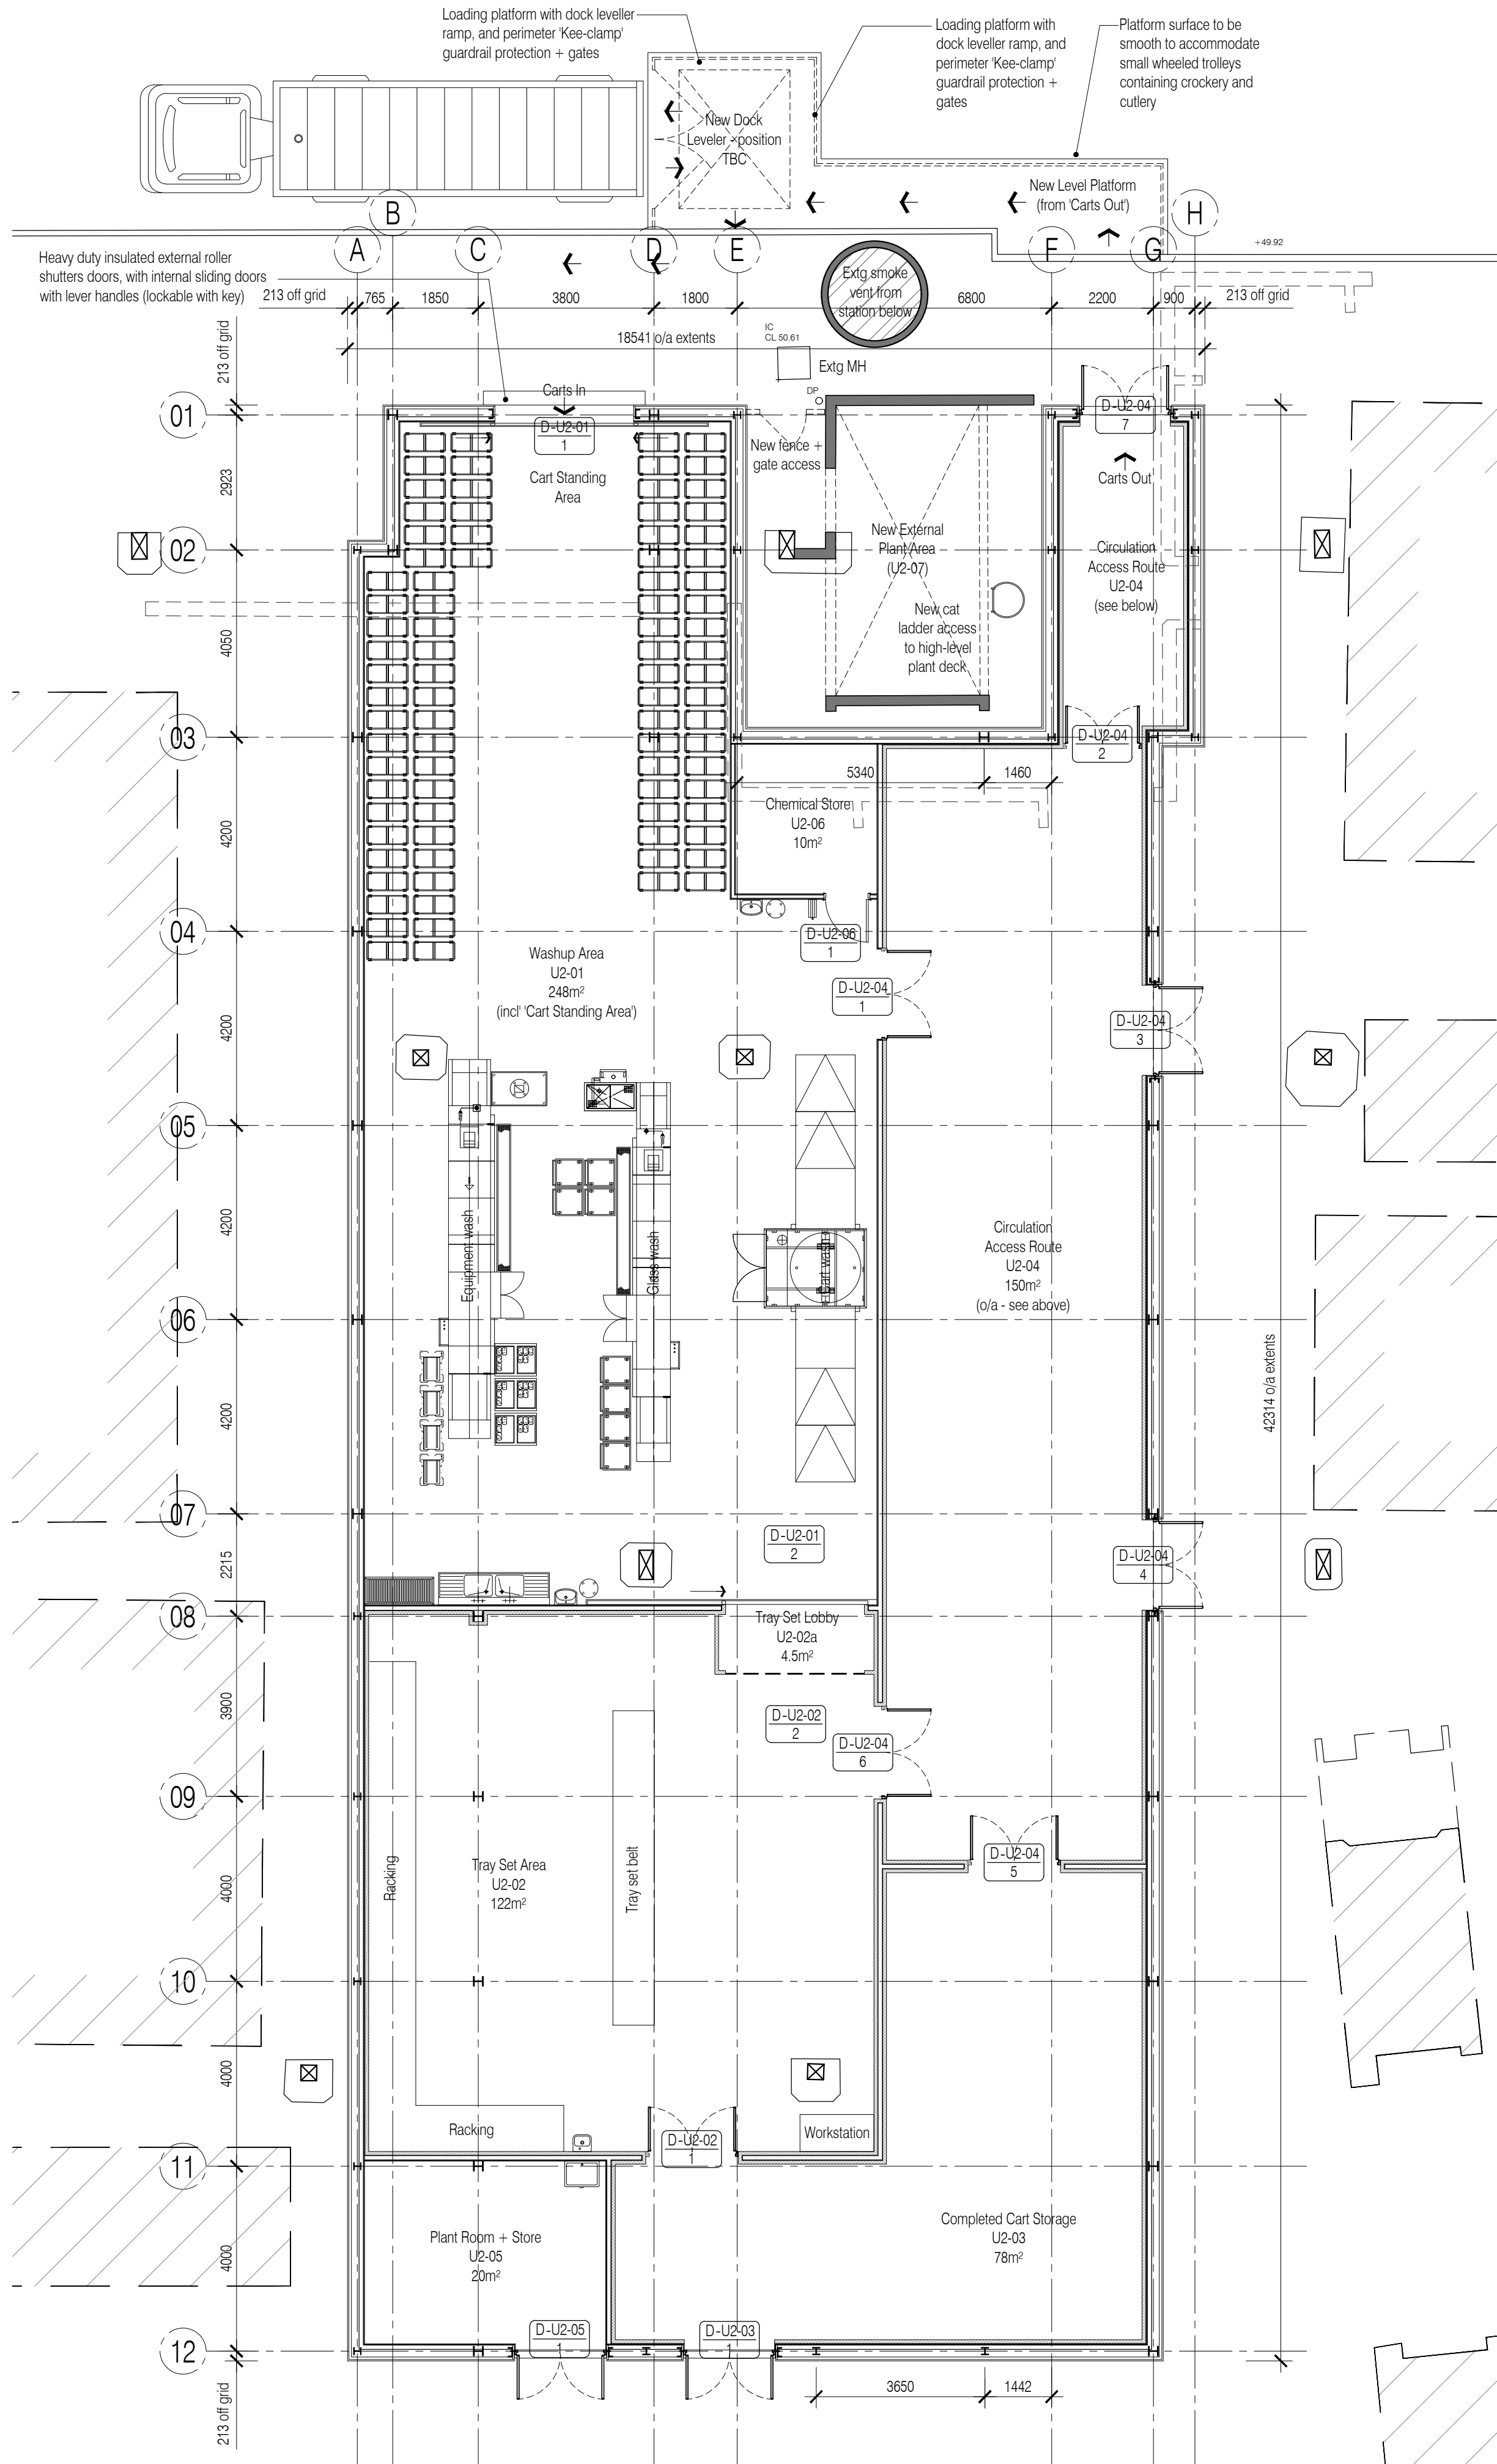 Loading platform with dock leveller
ramp, and perimeter 'Kee-clamp'
guardrail protection + gates
Loading platform with
dock leveller ramp, and
perimeter 'Kee-clamp'
guardrail protection +
gates
Platform surface to be
smooth to accommodate
small wheeled trolleys
containing crockery and
cutlery
New Dock
Leveler - position
TBC
New Level Platform
(from 'Carts Out')
A
B
C
D
E
F
G
H
+49.92
Heavy duty insulated external roller
shutters doors, with internal sliding doors
with lever handles (lockable with key)
213 off grid
765
1850
3800
1800
6800
2200
900
213 off grid
Extg smoke
vent from
station below
18541 o/a extents
IC
CL 50.61
Extg MH
DP
213 off grid
01
2923
02
4050
03
4200
04
4200
05
4200
06
4200
07
2215
08
3900
09
4000
10
4000
11
4000
12
213 off grid
Carts In
D-U2-01
1
Cart Standing
Area
New fence +
gate access
D-U2-04
7
Carts Out
New External
Plant Area
(U2-07)
Circulation
Access Route
U2-04
(see below)
New cat
ladder access
to high-level
plant deck
D-U2-04
2
5340
1460
Chemical Store
U2-06
10m²
D-U2-06
1
Washup Area
U2-01
248m²
(incl' 'Cart Standing Area')
D-U2-04
1
D-U2-04
3
Equipment wash
Glass wash
Cart wash
Circulation
Access Route
U2-04
150m²
(o/a - see above)
42314 o/a extents
D-U2-01
2
D-U2-04
4
Tray Set Lobby
U2-02a
4.5m²
D-U2-02
2
D-U2-04
6
D-U2-04
5
Racking
Tray Set Area
U2-02
122m²
Tray set belt
Racking
Workstation
D-U2-02
1
Plant Room + Store
U2-05
20m²
Completed Cart Storage
U2-03
78m²
D-U2-05
1
D-U2-03
1
3650
1442